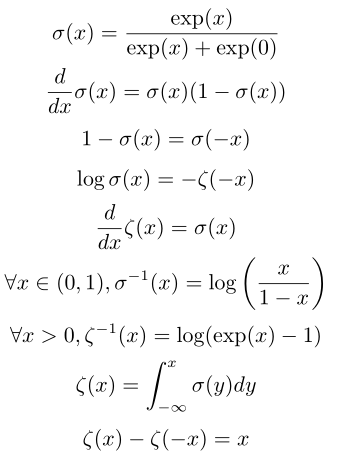 σ(x) = exp(x) / (exp(x) + exp(0))
d/dx σ(x) = σ(x)(1 − σ(x))
1 − σ(x) = σ(−x)
log σ(x) = −ζ(−x)
d/dx ζ(x) = σ(x)
∀x ∈ (0, 1), σ⁻¹(x) = log (x / (1 − x))
∀x > 0, ζ⁻¹(x) = log(exp(x) − 1)
ζ(x) = ∫_{−∞}^{x} σ(y)dy
ζ(x) − ζ(−x) = x